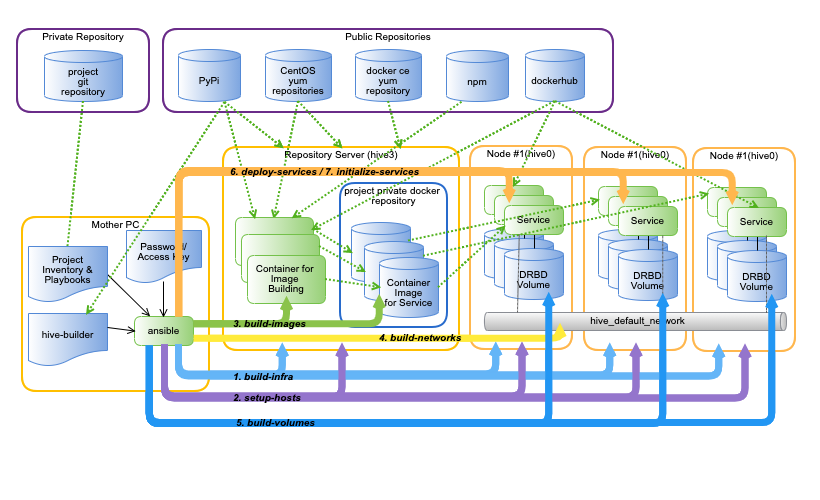 Private Repository
project
git
repository
Public Repositories
PyPi
CentOS
yum
repositories
docker ce
yum
repository
npm
dockerhub
Repository Server (hive3)
Node #1(hive0)
Node #1(hive0)
Node #1(hive0)
6. deploy-services / 7. initialize-services
project private docker
repository
Mother PC
Project
Inventory &
Playbooks
Password/
Access Key
hive-builder
ansible
Container for
Image
Building
Container
Image
for Service
Service
DRBD
Volume
Service
DRBD
Volume
Service
DRBD
Volume
hive_default_network
3. build-images
4. build-networks
1. build-infra
2. setup-hosts
5. build-volumes